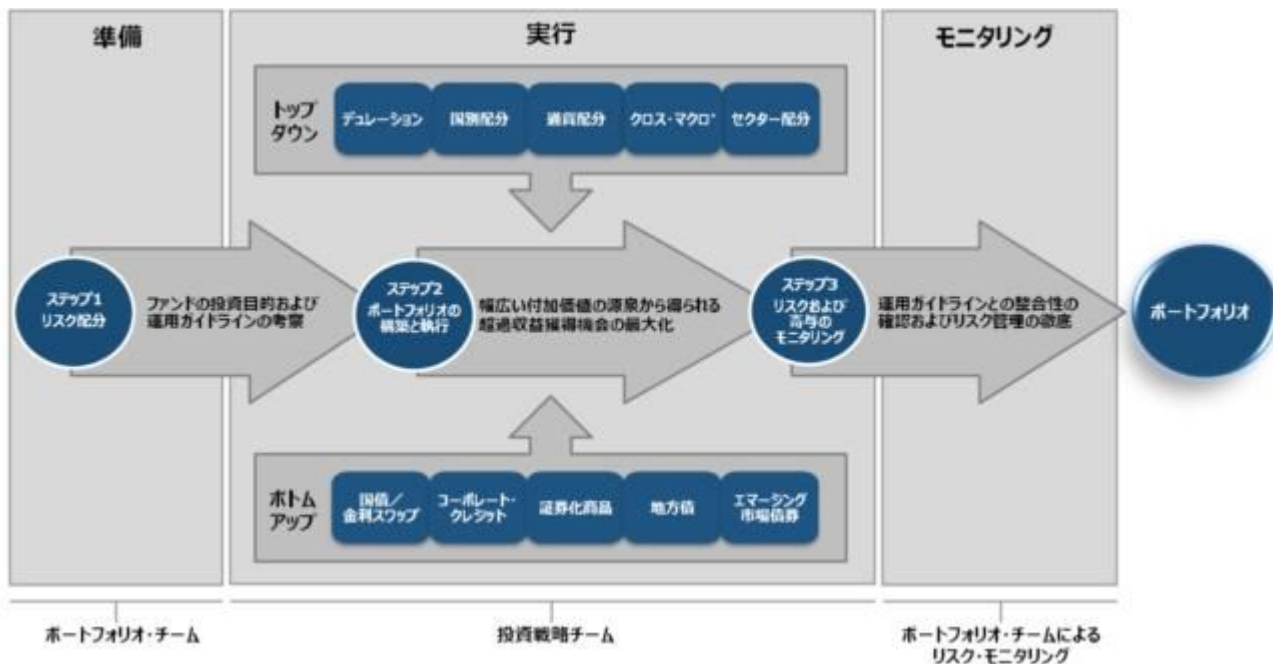 準備
実行
モニタリング
トップ
ダウン
デュレーション
国別配分
通貨配分
クロス・マクロ*
セクター配分
ステップ1
リスク配分
ファンドの投資目的および
運用ガイドラインの考察
ステップ2
ポートフォリオの
構築と執行
幅広い付加価値の源泉から得られる
超過収益獲得機会の最大化
ステップ3
リスクおよび
寄与の
モニタリング
運用ガイドラインとの整合性の
確認およびリスク管理の徹底
ポートフォリオ
ボトム
アップ
国債／
金利スワップ
コーポレート・
クレジット
証券化商品
地方債
エマージング
市場債券
ポートフォリオ・チーム
投資戦略チーム
ポートフォリオ・チームによる
リスク・モニタリング